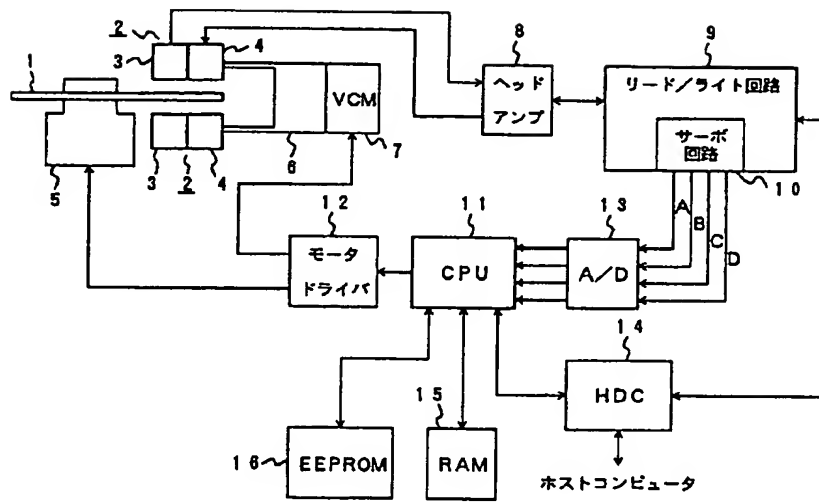 2
4
8
9
3
1
ヘッド
アンプ
リード/ライト回路
サーボ
回路
VCM
7
6
5
3
2
4
10
A
B
C
D
12
11
13
モータ
ドライバ
CPU
A/D
14
HDC
15
16
EEPROM
RAM
ホストコンピュータ